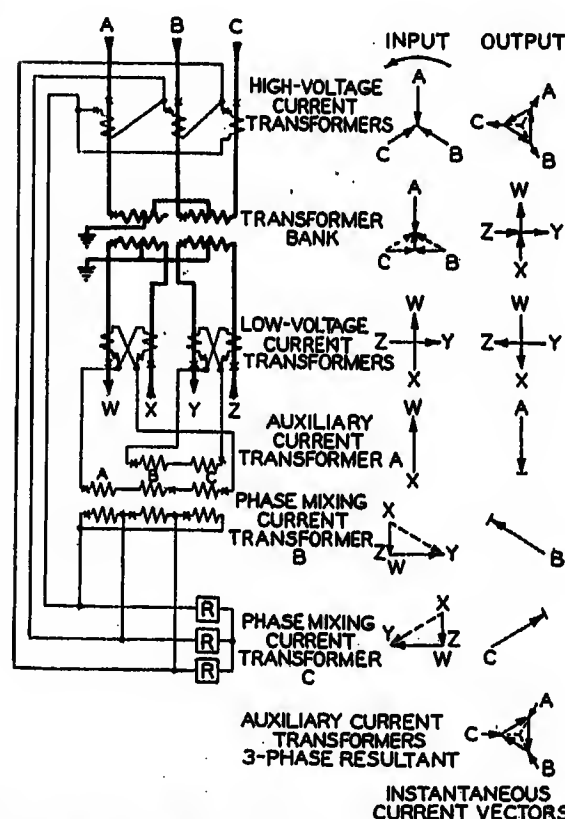 A B C
INPUT OUTPUT
HIGH-VOLTAGE
CURRENT
TRANSFORMERS
A
C B
A
C
B
TRANSFORMER
BANK
A
C B
W
Z Y
X
LOW-VOLTAGE
CURRENT
TRANSFORMERS
W
Z Y
X
W
Z Y
X
W X Y Z
AUXILIARY
CURRENT
TRANSFORMER A
W
X
A
A B C
PHASE MIXING
CURRENT
TRANSFORMER
B
X
Z Y
W
B
R
R
R
PHASE MIXING
CURRENT
TRANSFORMER
C
X
Y Z
W
C
AUXILIARY CURRENT
TRANSFORMERS
3-PHASE RESULTANT
A
C
B
INSTANTANEOUS
CURRENT VECTORS